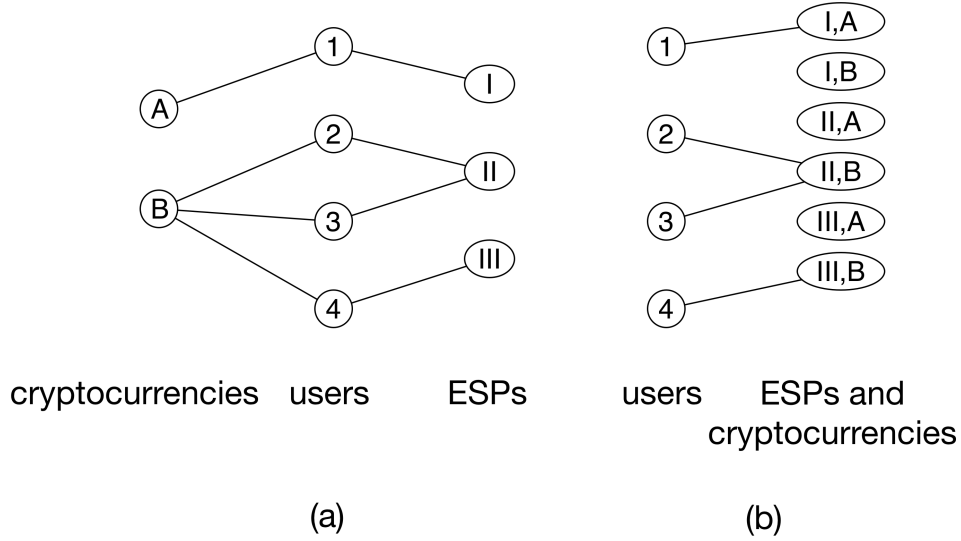 1
I
A
2
II
B
3
III
4
cryptocurrencies users ESPs
(a)
I,A
1
I,B
II,A
2
II,B
3
III,A
III,B
4
users ESPs and
cryptocurrencies
(b)